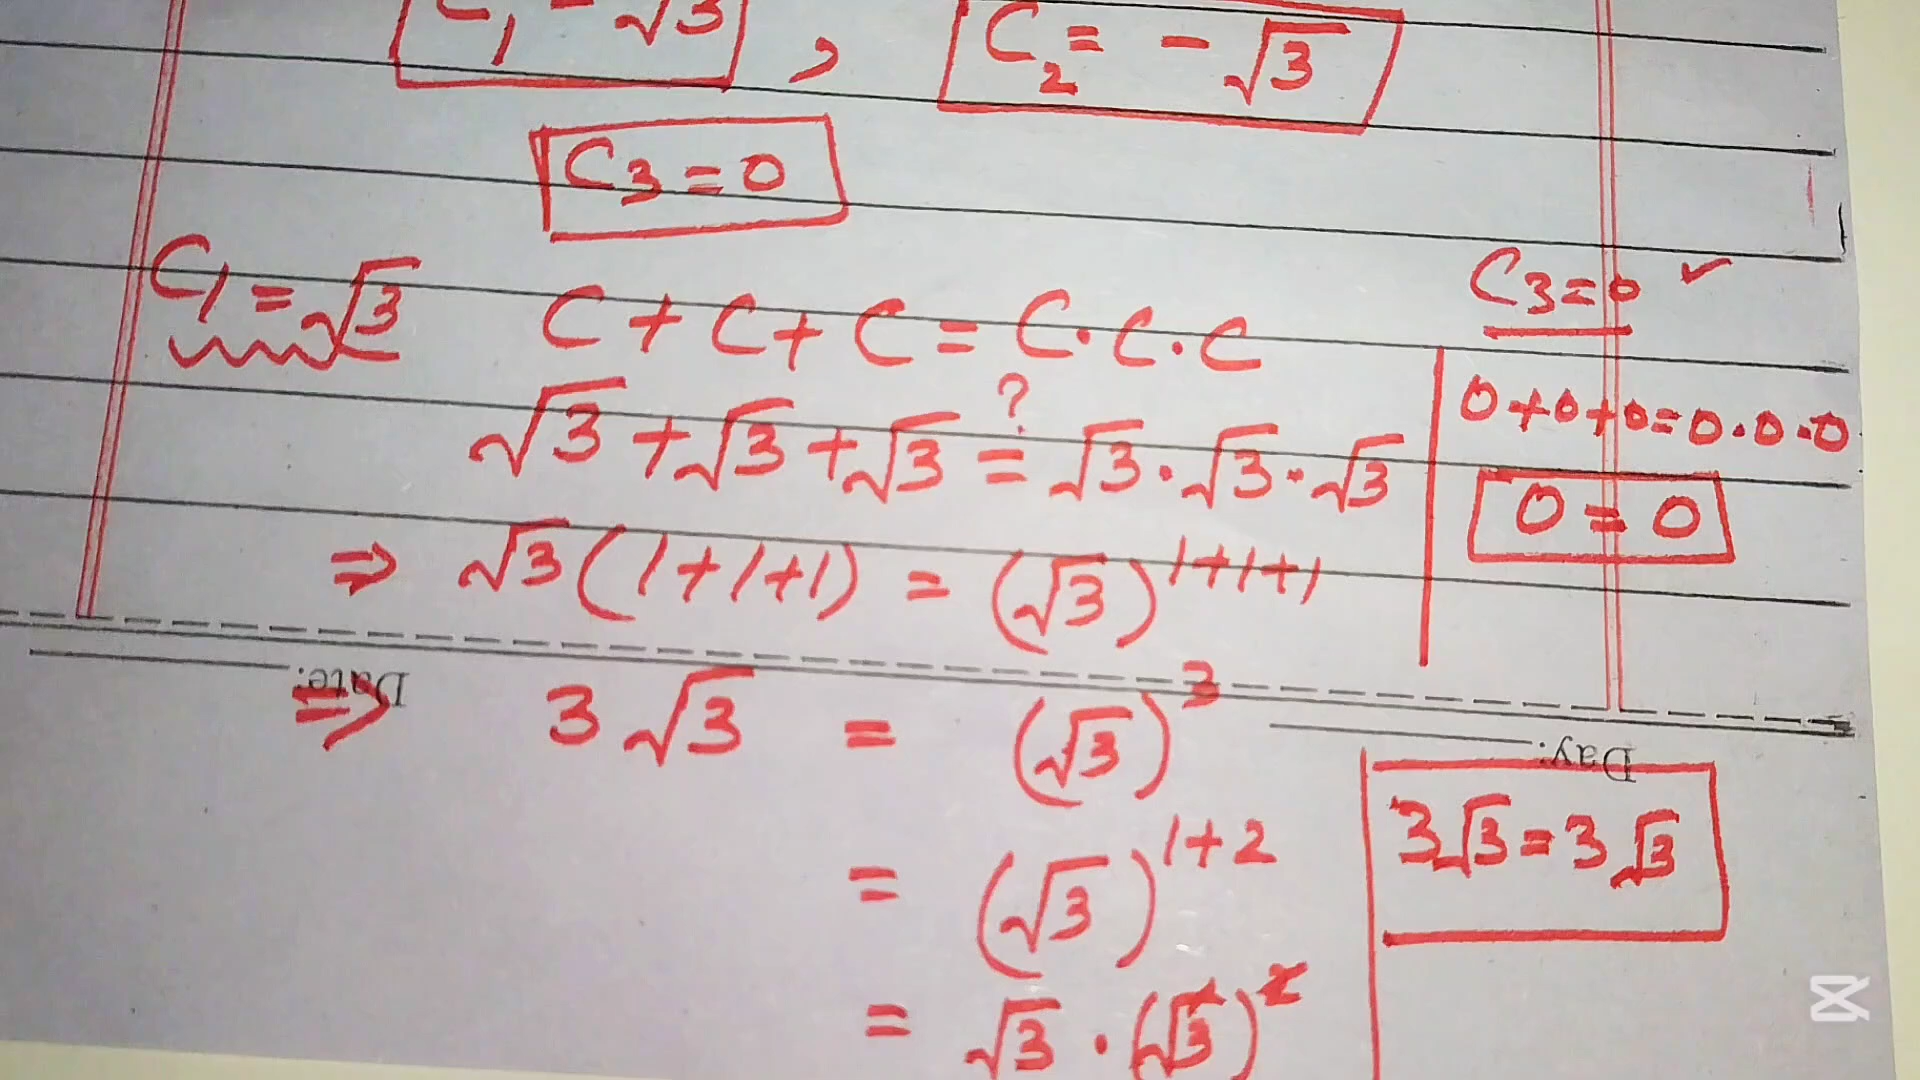 C₁ = √3 , C₂ = - √3
C₃ = 0
C₁ = √3 C + C + C = C · C · C
C₃ = 0 ✓
√3 + √3 + √3 ?= √3 · √3 · √3
0 + 0 + 0 = 0 · 0 · 0
0 = 0
⇒ √3 (1 + 1 + 1) = (√3)¹⁺¹⁺¹
Date:
⇒ 3√3 = (√3)³
Day:
3√3 = 3√3
= (√3)¹⁺²
= √3 · (√3)²